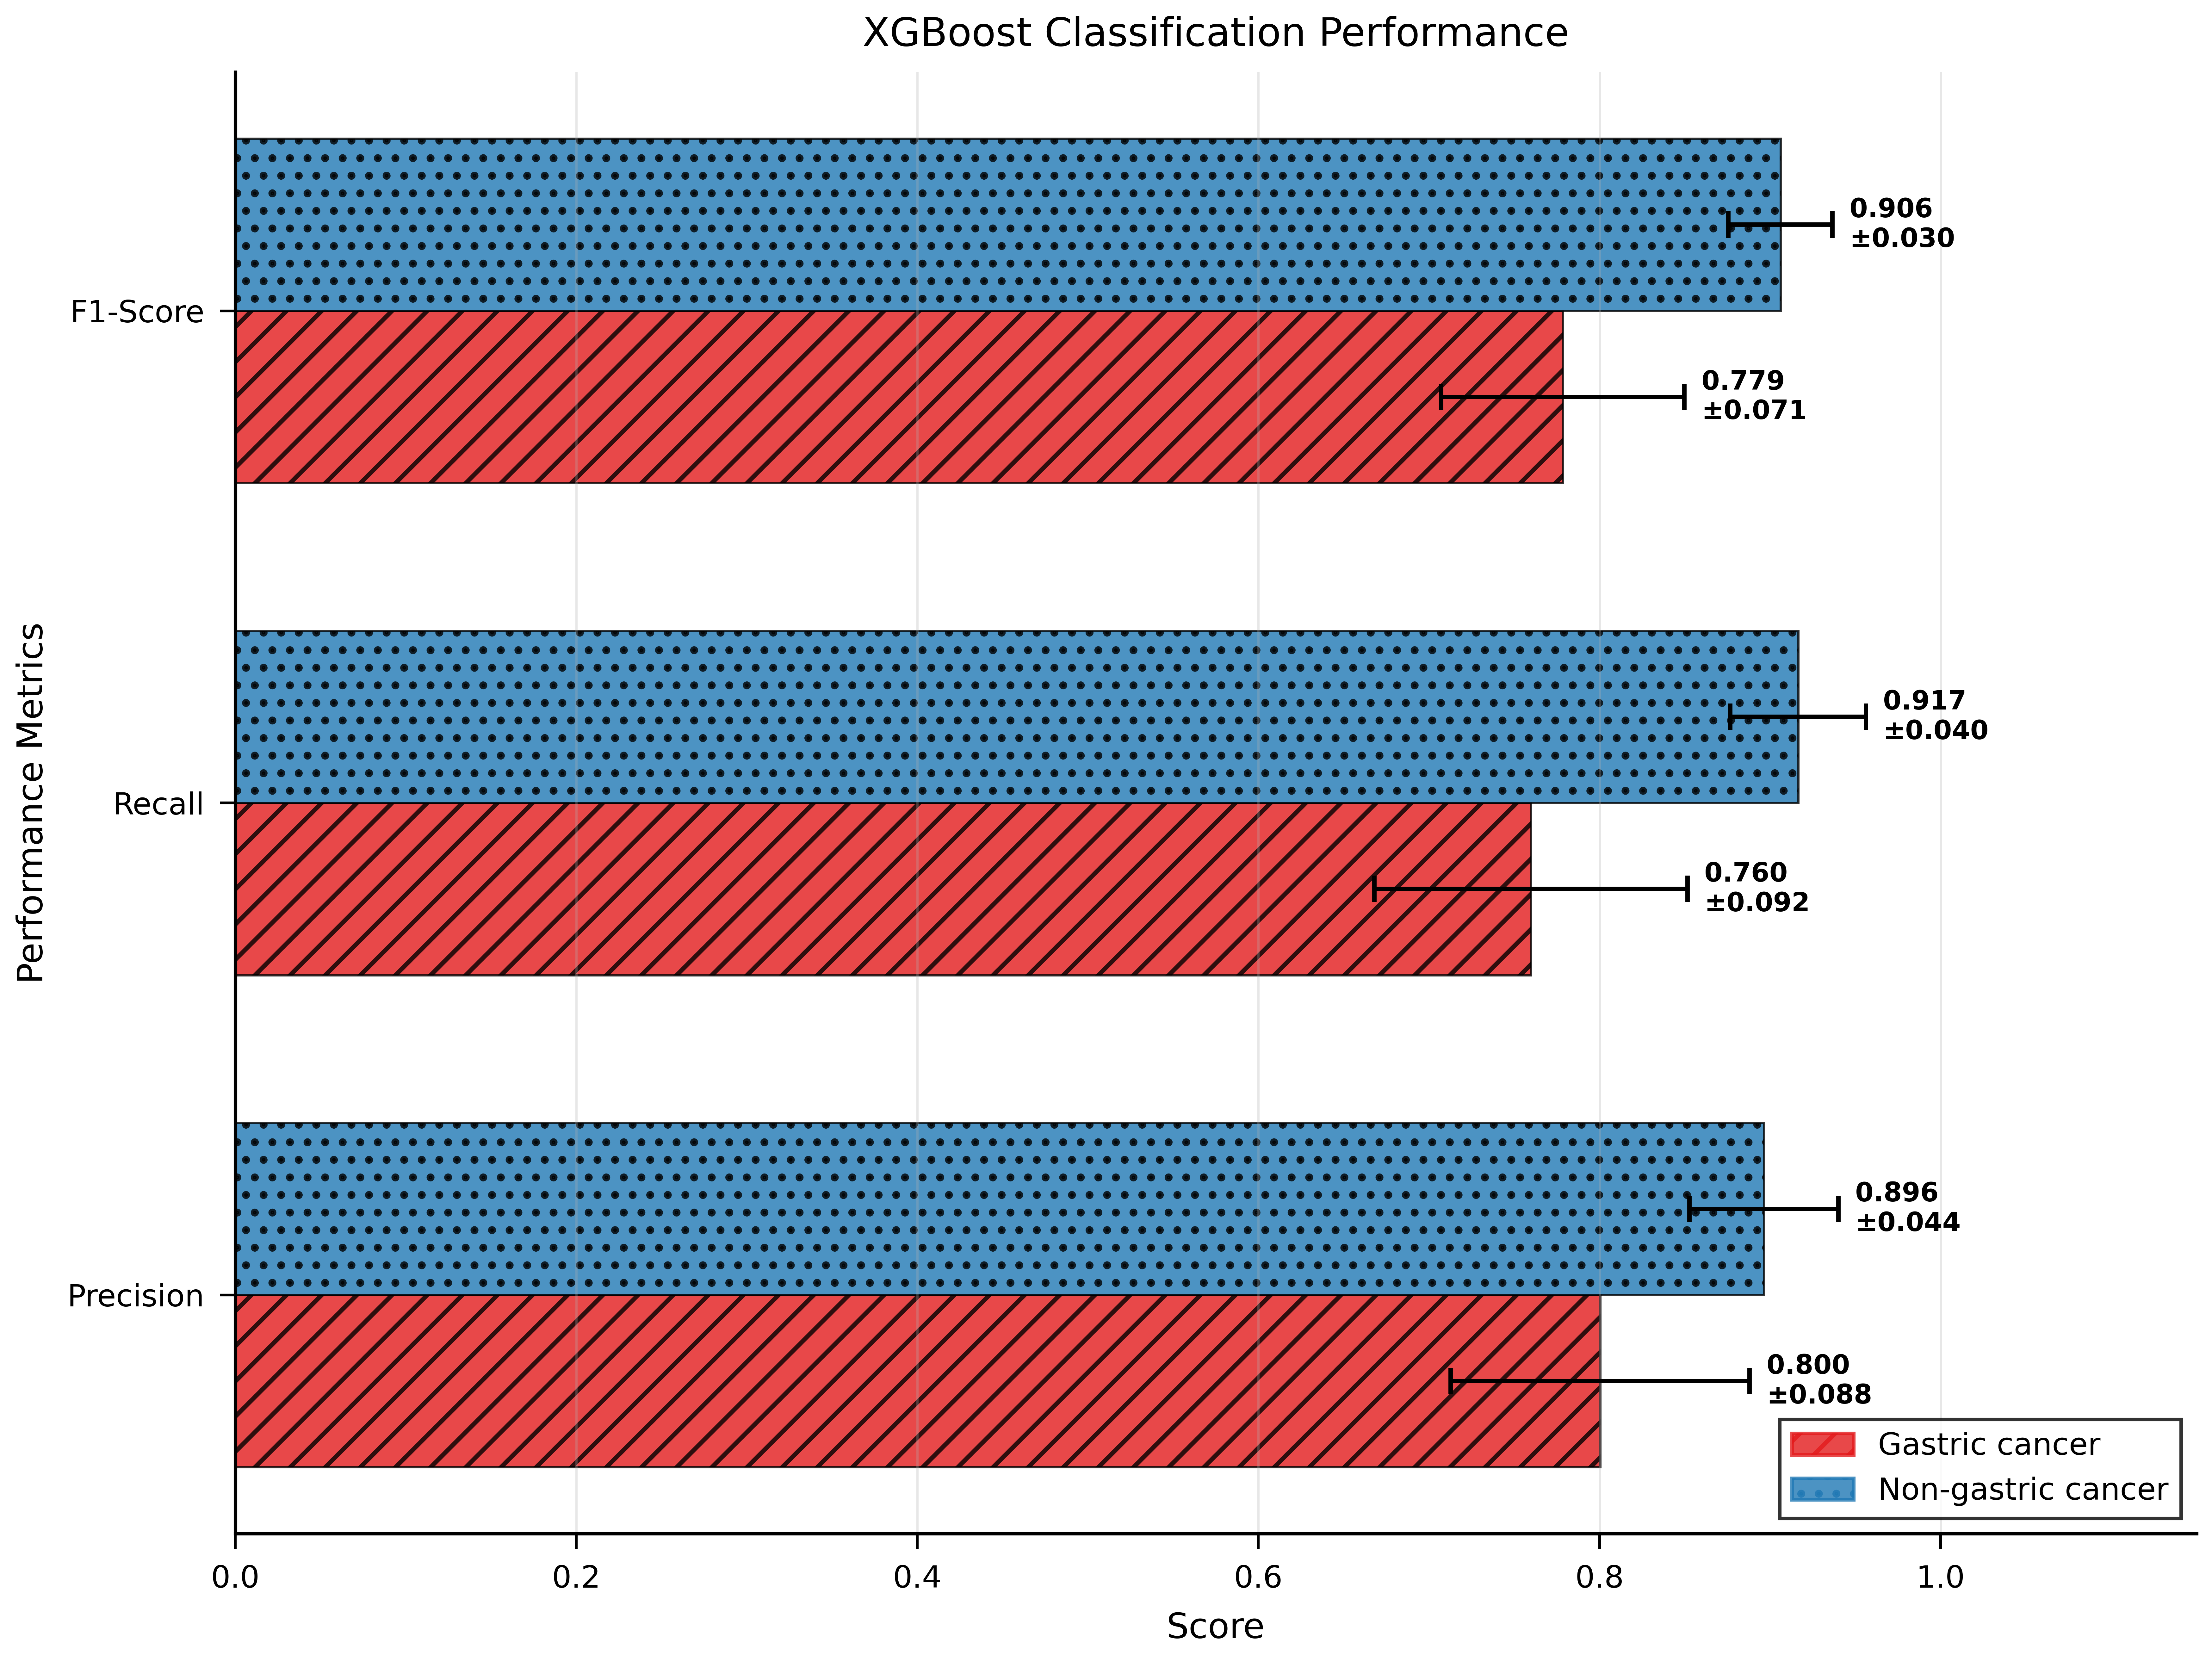 XGBoost Classification Performance
Performance Metrics
F1-Score
0.906
±0.030
0.779
±0.071
Recall
0.917
±0.040
0.760
±0.092
Precision
0.896
±0.044
0.800
±0.088
Gastric cancer
Non-gastric cancer
0.0 0.2 0.4 0.6 0.8 1.0
Score